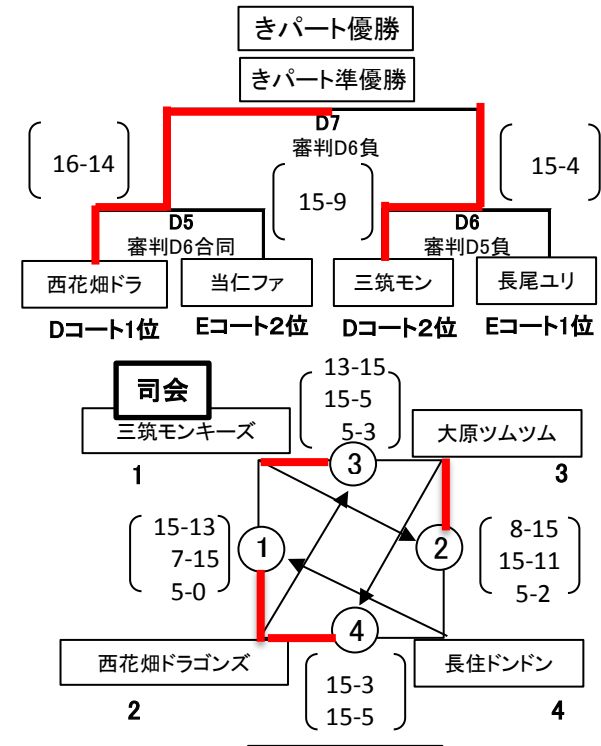 きパート優勝
きパート準優勝
D7
審判D6負
16-14
15-9
15-4
D5
審判D6合同
D6
審判D5負
西花畑ドラ
当仁ファ
三筑モン
長尾ユリ
Dコート1位
Eコート2位
Dコート2位
Eコート1位
司会
三筑モンキーズ
1
13-15
15-5
5-3
大原ツムツム
3
③
15-13
7-15
5-0
①
②
8-15
15-11
5-2
④
西花畑ドラゴンズ
2
15-3
15-5
長住ドンドン
4